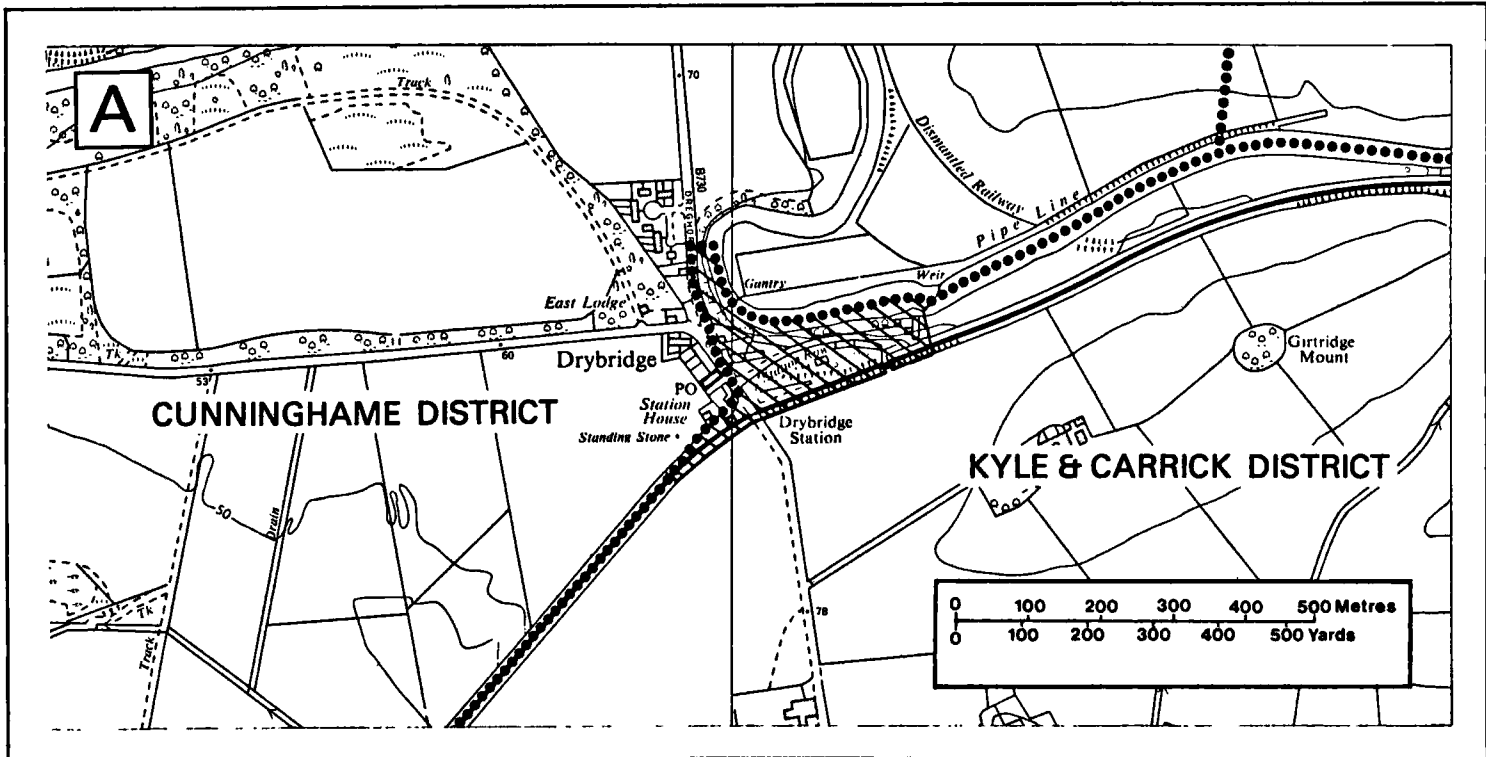 A
Track
70
B730
Dismantled Railway
Pipe Line
Gantry
Weir
East Lodge
Tk
60
53
Drybridge
Girtridge
Mount
PO
Station
House
Standing Stone
Drybridge
Station
CUNNINGHAME DISTRICT
KYLE & CARRICK DISTRICT
50
Drain
Tk
Track
78
0 100 200 300 400 500 Metres
0 100 200 300 400 500 Yards